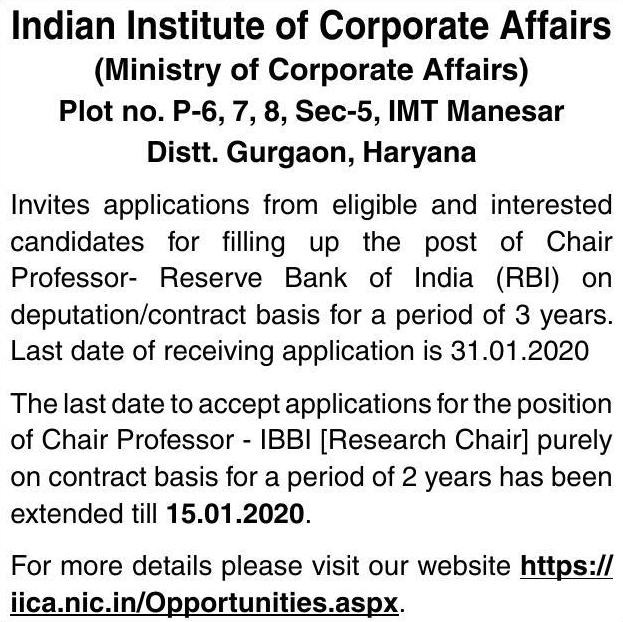 Indian Institute of Corporate Affairs
(Ministry of Corporate Affairs)
Plot no. P-6, 7, 8, Sec-5, IMT Manesar
Distt. Gurgaon, Haryana
Invites applications from eligible and interested
candidates for filling up the post of Chair
Professor- Reserve Bank of India (RBI) on
deputation/contract basis for a period of 3 years.
Last date of receiving application is 31.01.2020
The last date to accept applications for the position
of Chair Professor - IBBI [Research Chair] purely
on contract basis for a period of 2 years has been
extended till 15.01.2020.
For more details please visit our website https://
iica.nic.in/Opportunities.aspx.